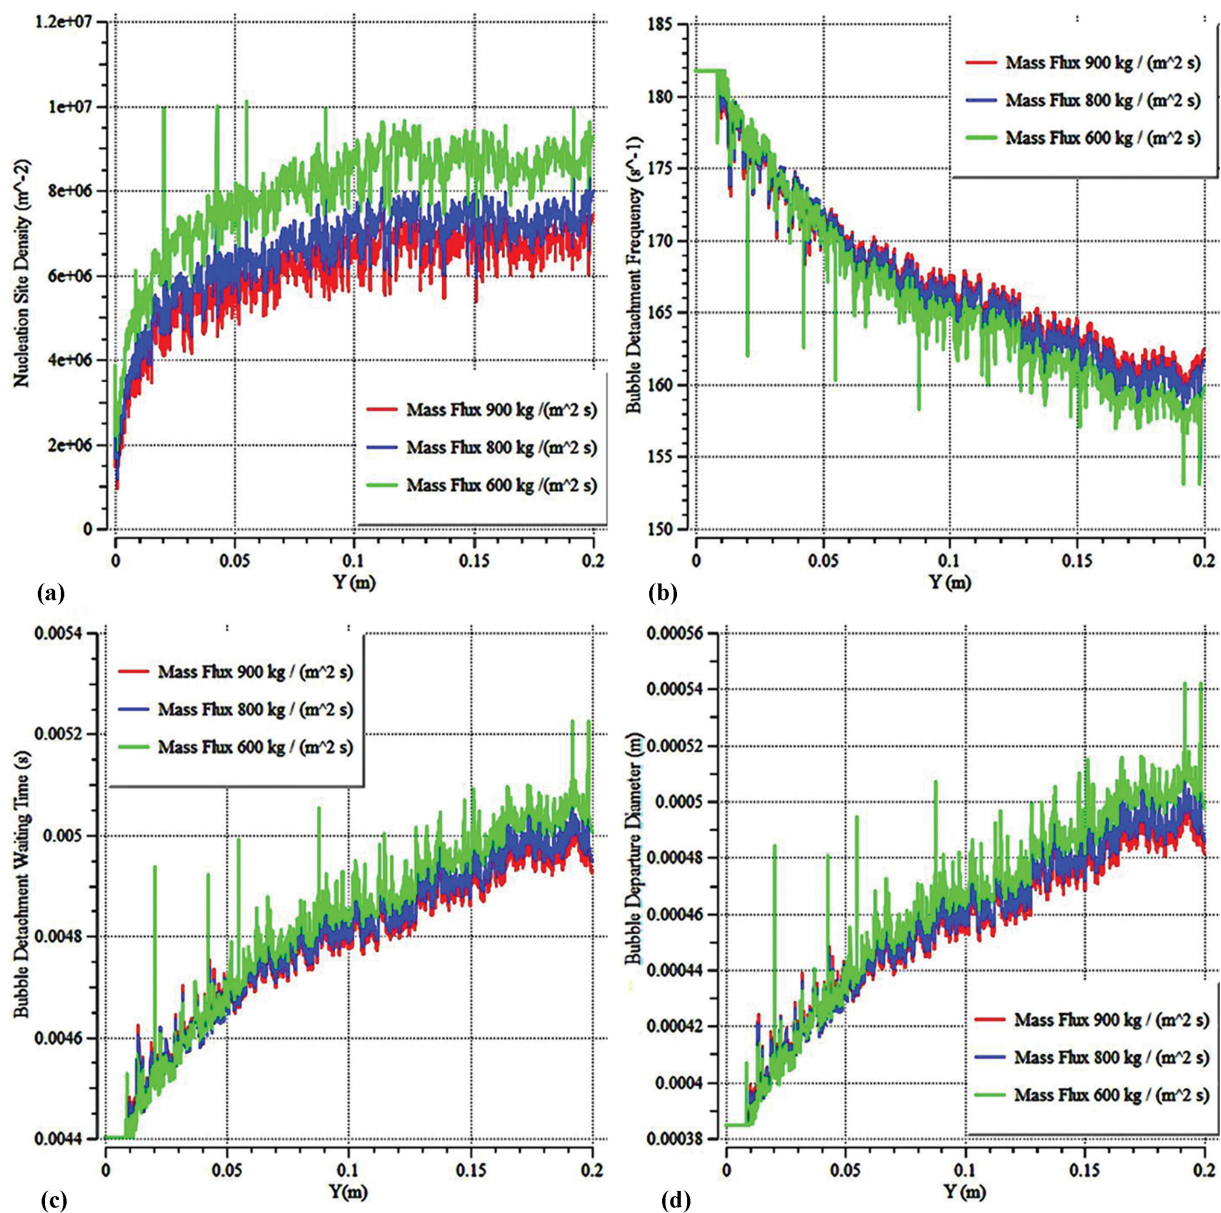 1.2e+07
1e+07
8e+06
6e+06
4e+06
2e+06
0
Nucleation Site Density (m^-2)
Mass Flux 900 kg /(m^2 s)
Mass Flux 800 kg /(m^2 s)
Mass Flux 600 kg /(m^2 s)
0 0.05 0.1 0.15 0.2
Y (m)
(a)
185
180
175
170
165
160
155
150
Bubble Detachment Frequency (s^-1)
Mass Flux 900 kg / (m^2 s)
Mass Flux 800 kg / (m^2 s)
Mass Flux 600 kg / (m^2 s)
0 0.05 0.1 0.15 0.2
Y (m)
(b)
0.0054
0.0052
0.005
0.0048
0.0046
0.0044
Bubble Detachment Waiting Time (s)
Mass Flux 900 kg / (m^2 s)
Mass Flux 800 kg / (m^2 s)
Mass Flux 600 kg / (m^2 s)
0 0.05 0.1 0.15 0.2
Y(m)
(c)
0.00056
0.00054
0.00052
0.0005
0.00048
0.00046
0.00044
0.00042
0.0004
0.00038
Bubble Departure Diameter (m)
Mass Flux 900 kg / (m^2 s)
Mass Flux 800 kg / (m^2 s)
Mass Flux 600 kg / (m^2 s)
0 0.05 0.1 0.15 0.2
Y (m)
(d)